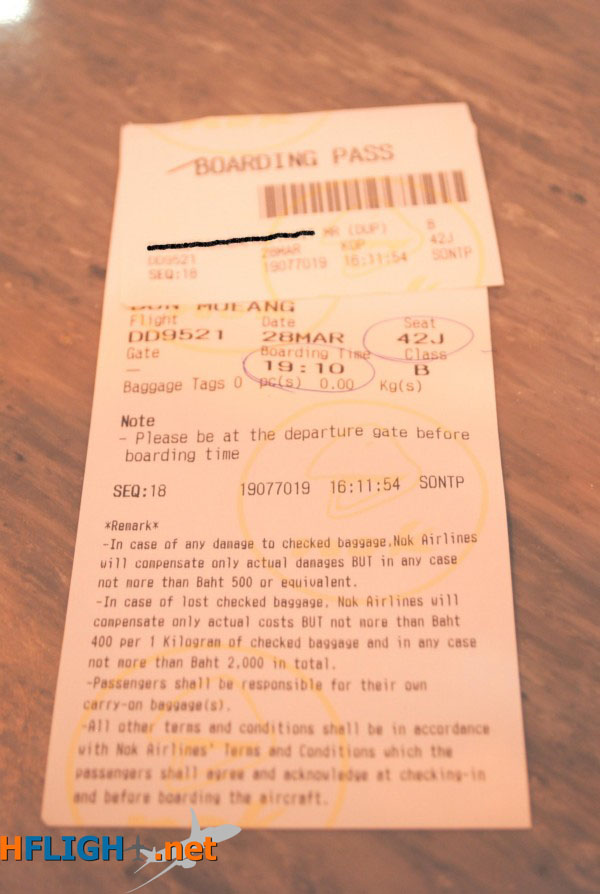 BOARDING PASS
MR (DUP) B
DD9521 28MAR KOP 42J
SEQ:18 19077019 16:11:54 SONTP
DON MUEANG
Flight Date Seat
DD9521 28MAR 42J
Gate Boarding Time Class
— 19:10 B
Baggage Tags 0 pc(s) 0.00 Kg(s)
Note
- Please be at the departure gate before
boarding time
SEQ:18 19077019 16:11:54 SONTP
*Remark*
-In case of any damage to checked baggage,Nok Airlines
will compensate only actual damages BUT in any case
not more than Baht 500 or equivalent.
-In case of lost checked baggage, Nok Airlines will
compensate only actual costs BUT not more than Baht
400 per 1 Kilogram of checked baggage and in any case
not more than Baht 2,000 in total.
-Passengers shall be responsible for their own
carry-on baggage(s).
-All other terms and conditions shall be in accordance
with Nok Airlines' Terms and Conditions which the
passengers shall agree and acknowledge at checking-in
and before boarding the aircraft.
HFLIGHT.net